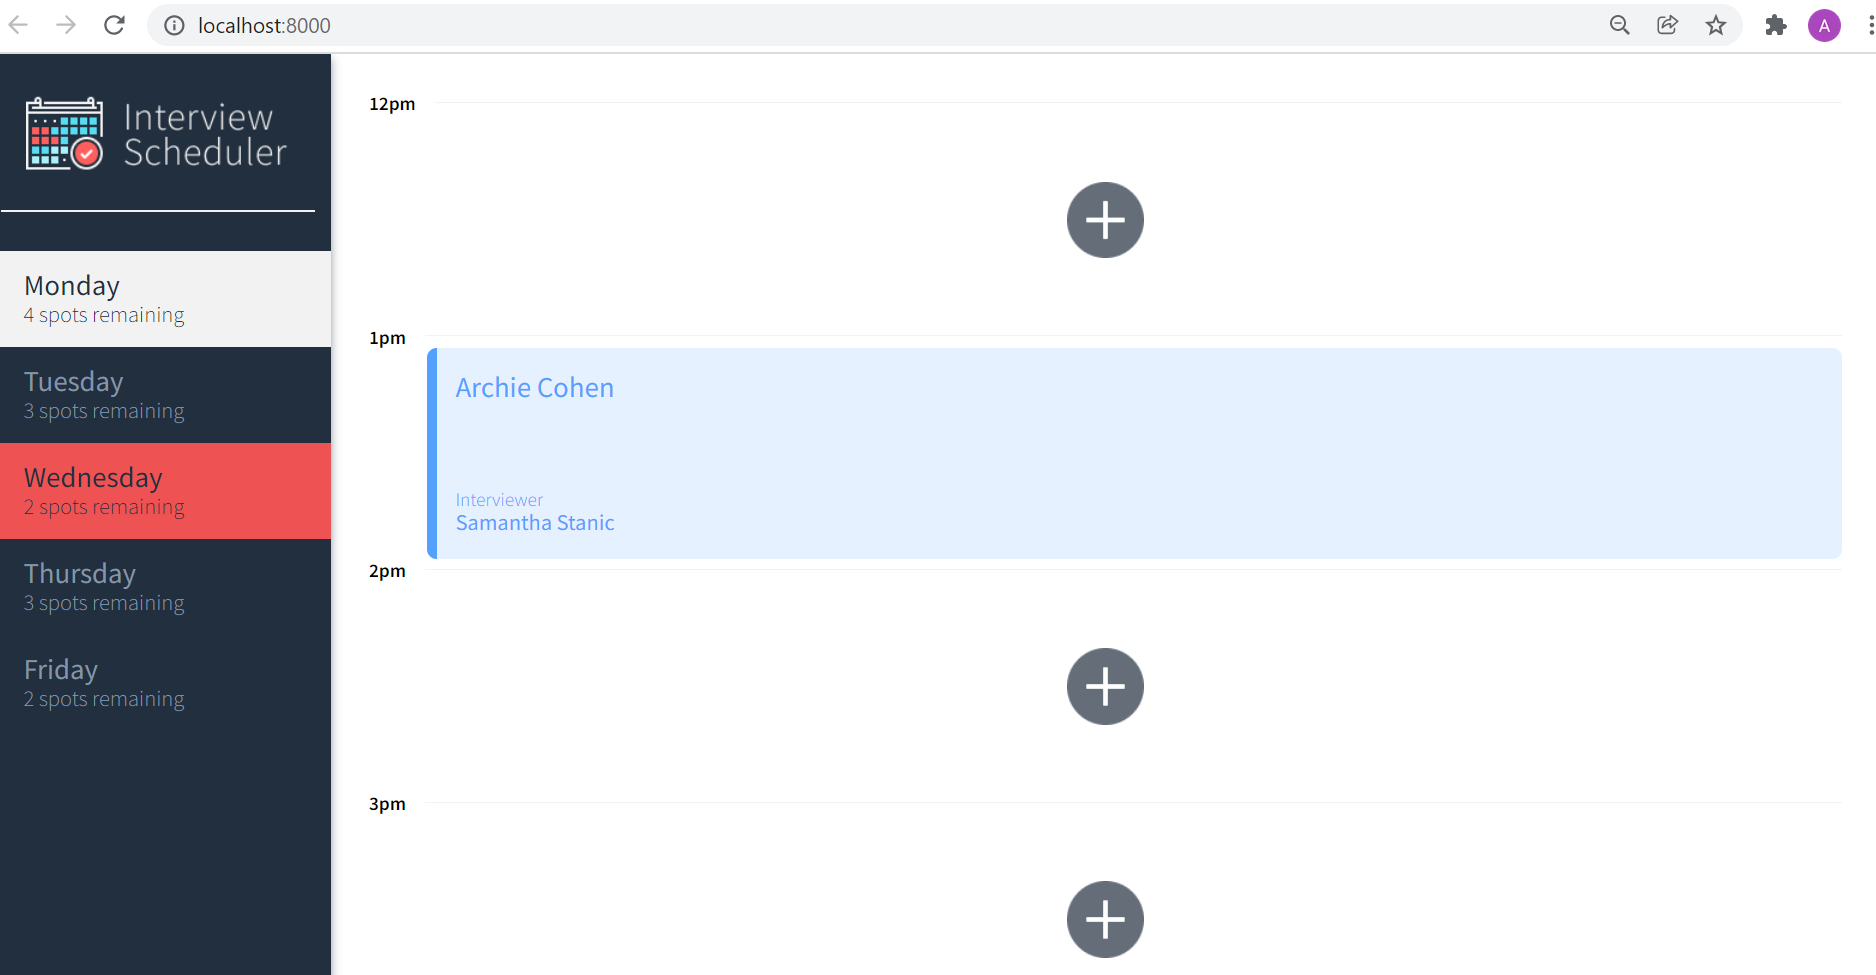 localhost:8000
A
Interview
Scheduler
Monday
4 spots remaining
Tuesday
3 spots remaining
Wednesday
2 spots remaining
Thursday
3 spots remaining
Friday
2 spots remaining
12pm
1pm
Archie Cohen
Interviewer
Samantha Stanic
2pm
3pm